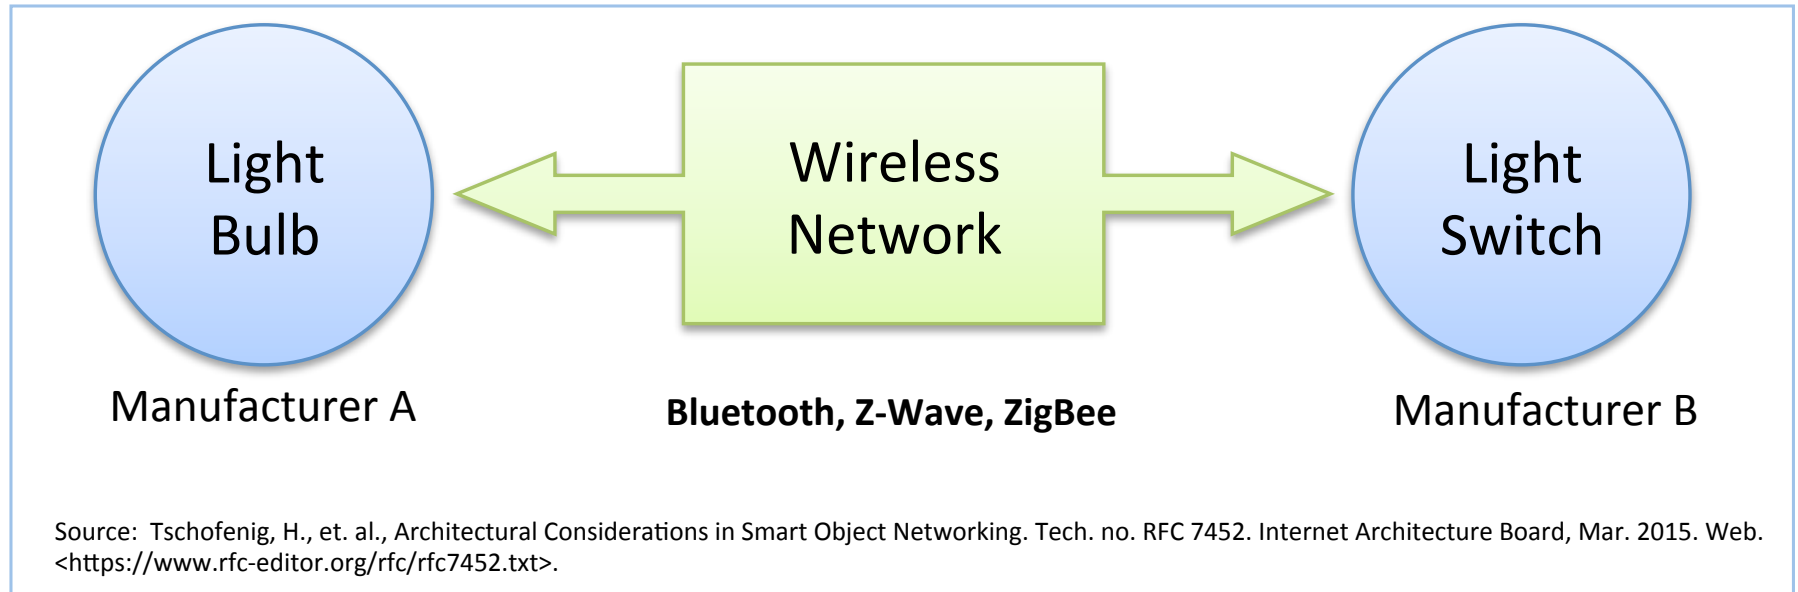 Light
Bulb
Wireless
Network
Light
Switch
Manufacturer A
Bluetooth, Z-Wave, ZigBee
Manufacturer B
Source:  Tschofenig, H., et. al., Architectural Considerations in Smart Object Networking. Tech. no. RFC 7452. Internet Architecture Board, Mar. 2015. Web.
<https://www.rfc-editor.org/rfc/rfc7452.txt>.